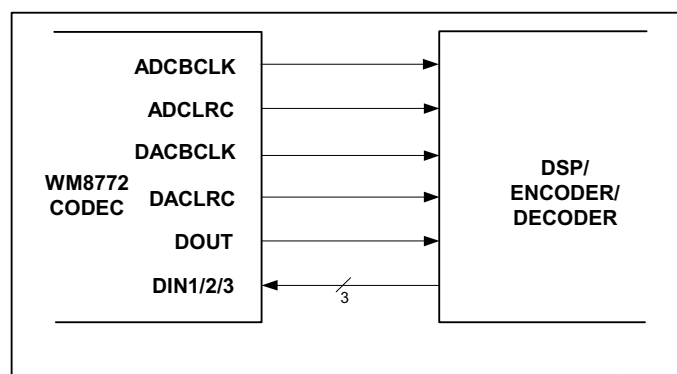 ADCBCLK
ADCLRC
DACBCLK
WM8772
CODEC
DACLRC
DOUT
DIN1/2/3
3
DSP/
ENCODER/
DECODER